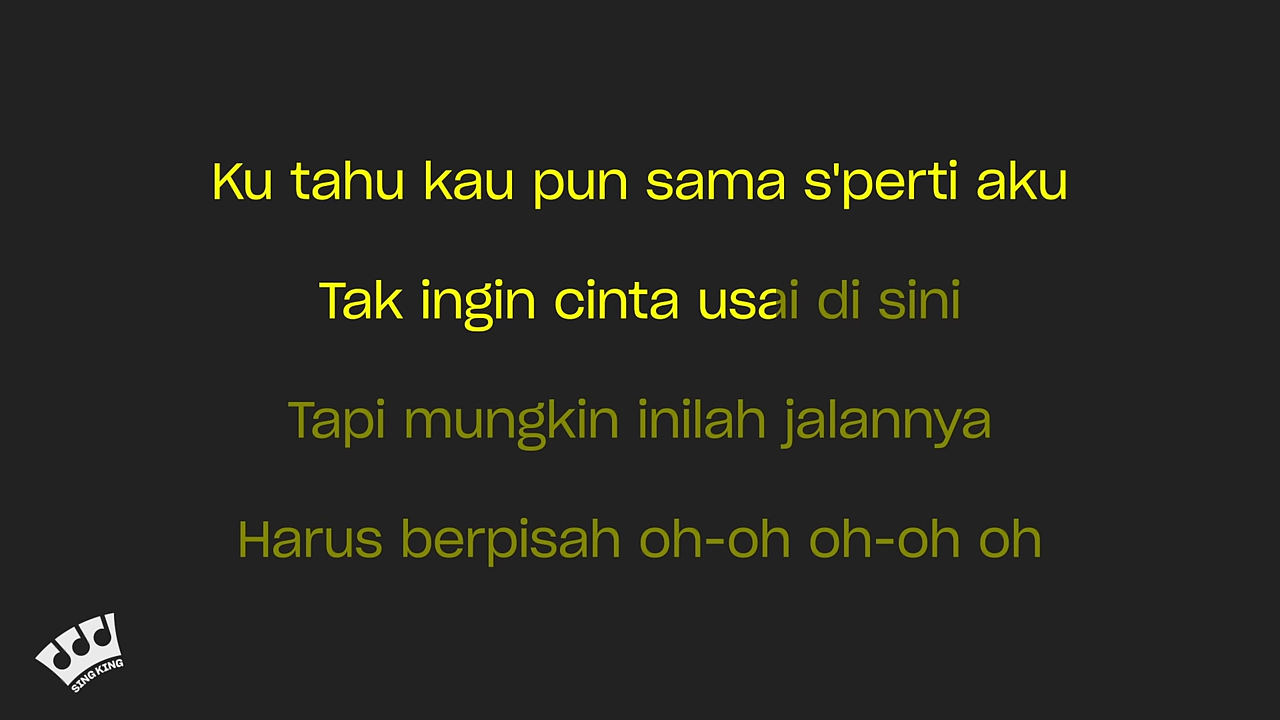 Ku tahu kau pun sama s'perti aku
Tak ingin cinta usai di sini
Tapi mungkin inilah jalannya
Harus berpisah oh-oh oh-oh oh
SING KING